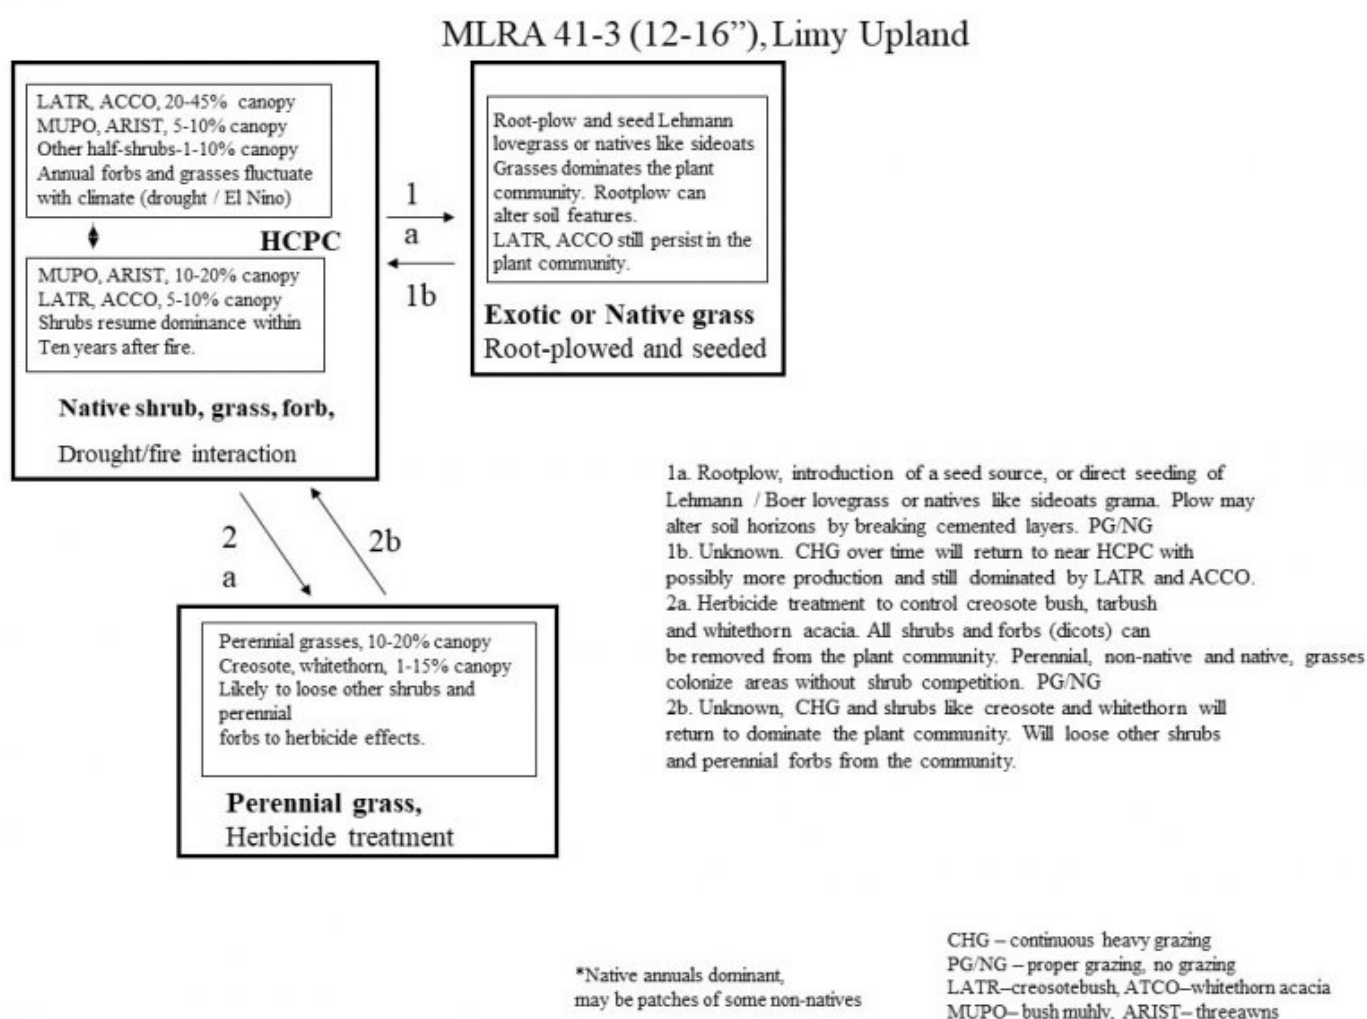 MLRA 41-3 (12-16”), Limy Upland
LATR, ACCO, 20-45% canopy
MUPO, ARIST, 5-10% canopy
Other half-shrubs-1-10% canopy
Annual forbs and grasses fluctuate
with climate (drought / El Nino)
HCPC
MUPO, ARIST, 10-20% canopy
LATR, ACCO, 5-10% canopy
Shrubs resume dominance within
Ten years after fire.
Native shrub, grass, forb,
Drought/fire interaction
1
a
1b
Root-plow and seed Lehmann
lovegrass or natives like sideoats
Grasses dominates the plant
community. Rootplow can
alter soil features.
LATR, ACCO still persist in the
plant community.
Exotic or Native grass
Root-plowed and seeded
2
a
2b
Perennial grasses, 10-20% canopy
Creosote, whitethorn, 1-15% canopy
Likely to loose other shrubs and
perennial
forbs to herbicide effects.
Perennial grass,
Herbicide treatment
1a. Rootplow, introduction of a seed source, or direct seeding of
Lehmann / Boer lovegrass or natives like sideoats grama. Plow may
alter soil horizons by breaking cemented layers. PG/NG
1b. Unknown. CHG over time will return to near HCPC with
possibly more production and still dominated by LATR and ACCO.
2a. Herbicide treatment to control creosote bush, tarbush
and whitethorn acacia. All shrubs and forbs (dicots) can
be removed from the plant community. Perennial, non-native and native, grasses
colonize areas without shrub competition. PG/NG
2b. Unknown, CHG and shrubs like creosote and whitethorn will
return to dominate the plant community. Will loose other shrubs
and perennial forbs from the community.
*Native annuals dominant,
may be patches of some non-natives
CHG – continuous heavy grazing
PG/NG – proper grazing, no grazing
LATR–creosotebush, ATCO–whitethorn acacia
MUPO– bush muhly, ARIST– threeawns